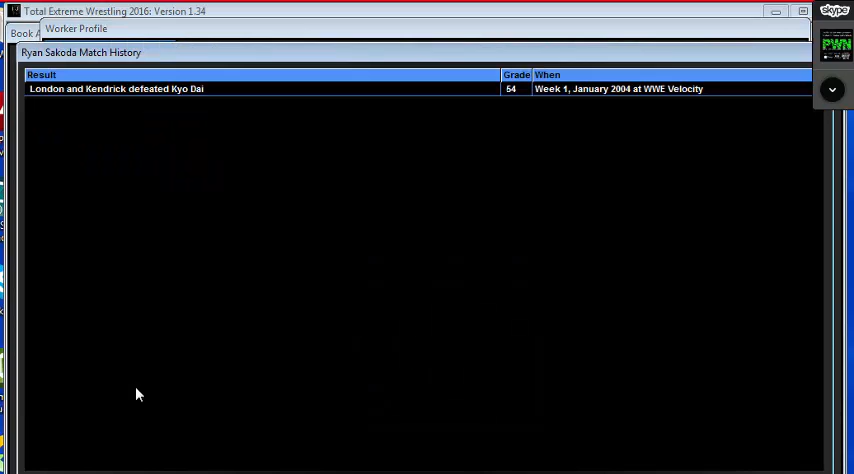 Total Extreme Wrestling 2016: Version 1.34
skype
Book A
Worker Profile
Ryan Sakoda Match History
PWN
Result Grade When
London and Kendrick defeated Kyo Dai 54 Week 1, January 2004 at WWE Velocity